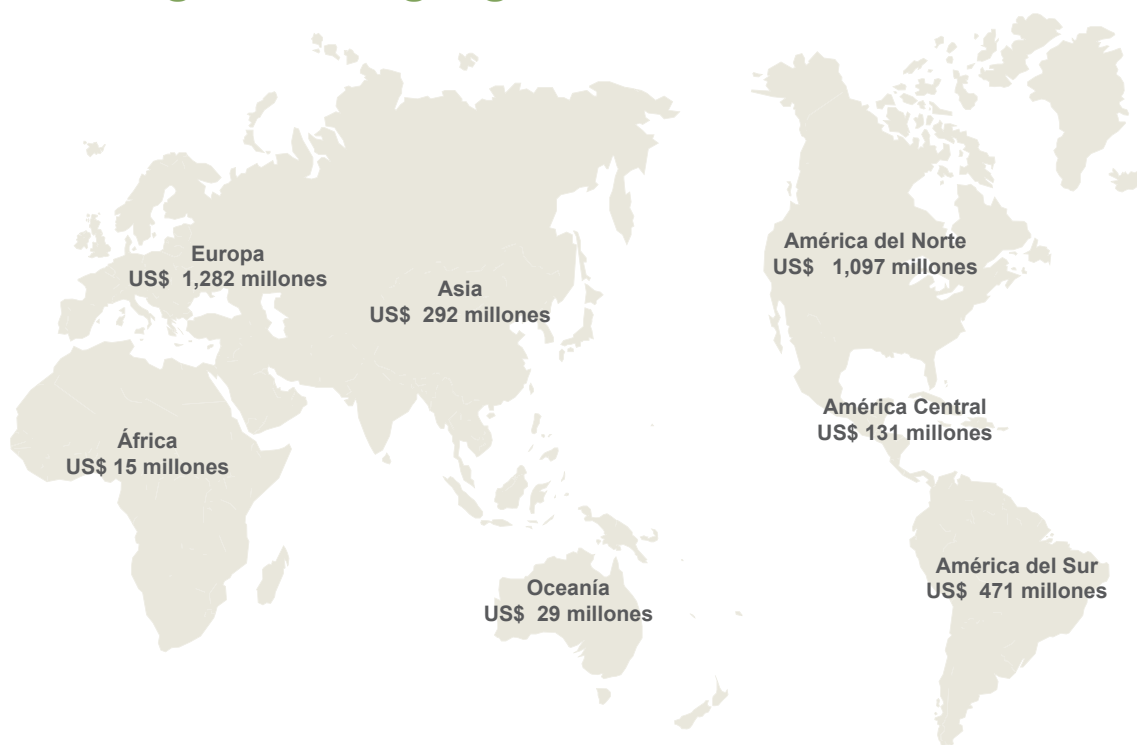 Europa
US$ 1,282 millones
Asia
US$ 292 millones
América del Norte
US$ 1,097 millones
América Central
US$ 131 millones
África
US$ 15 millones
América del Sur
US$ 471 millones
Oceanía
US$ 29 millones